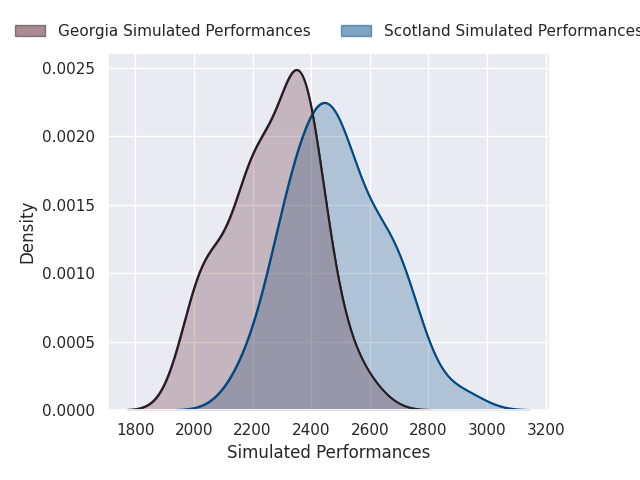 Georgia Simulated Performances Scotland Simulated Performances
0.0025
0.0020
0.0015
0.0010
0.0005
0.0000
Density
1800 2000 2200 2400 2600 2800 3000 3200
Simulated Performances